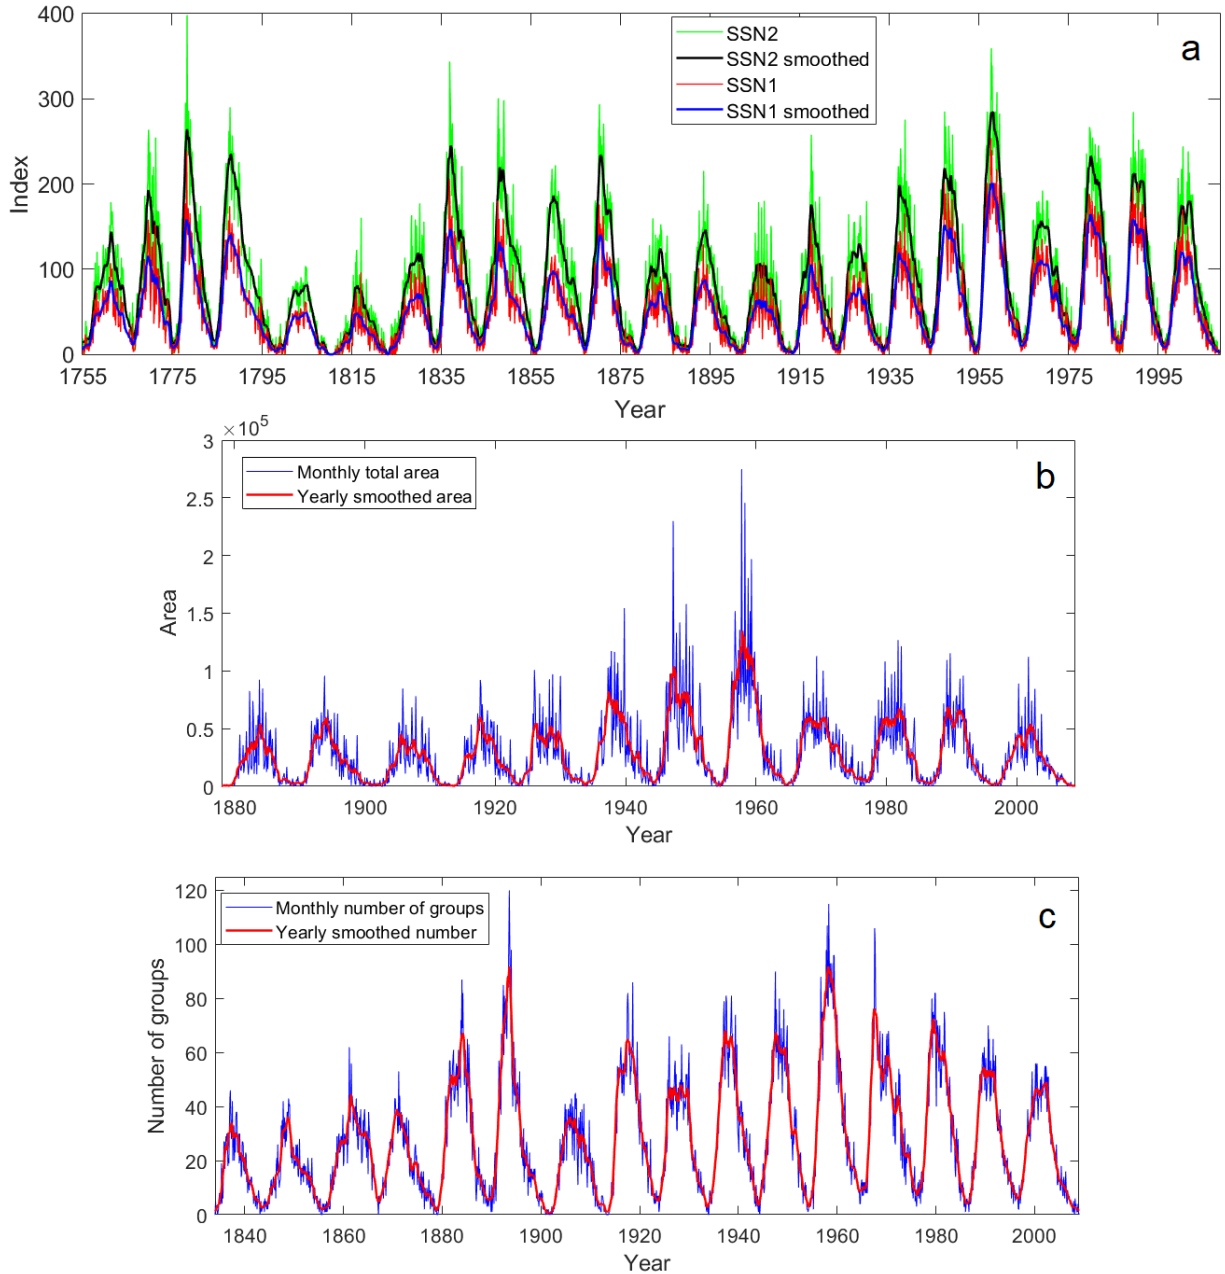 400
300
200
100
0
Index
SSN2
SSN2 smoothed
SSN1
SSN1 smoothed
a
1755 1775 1795 1815 1835 1855 1875 1895 1915 1935 1955 1975 1995
Year
×10^5
3
2.5
2
1.5
1
0.5
0
Area
Monthly total area
Yearly smoothed area
b
1880 1900 1920 1940 1960 1980 2000
Year
120
100
80
60
40
20
0
Number of groups
Monthly number of groups
Yearly smoothed number
c
1840 1860 1880 1900 1920 1940 1960 1980 2000
Year